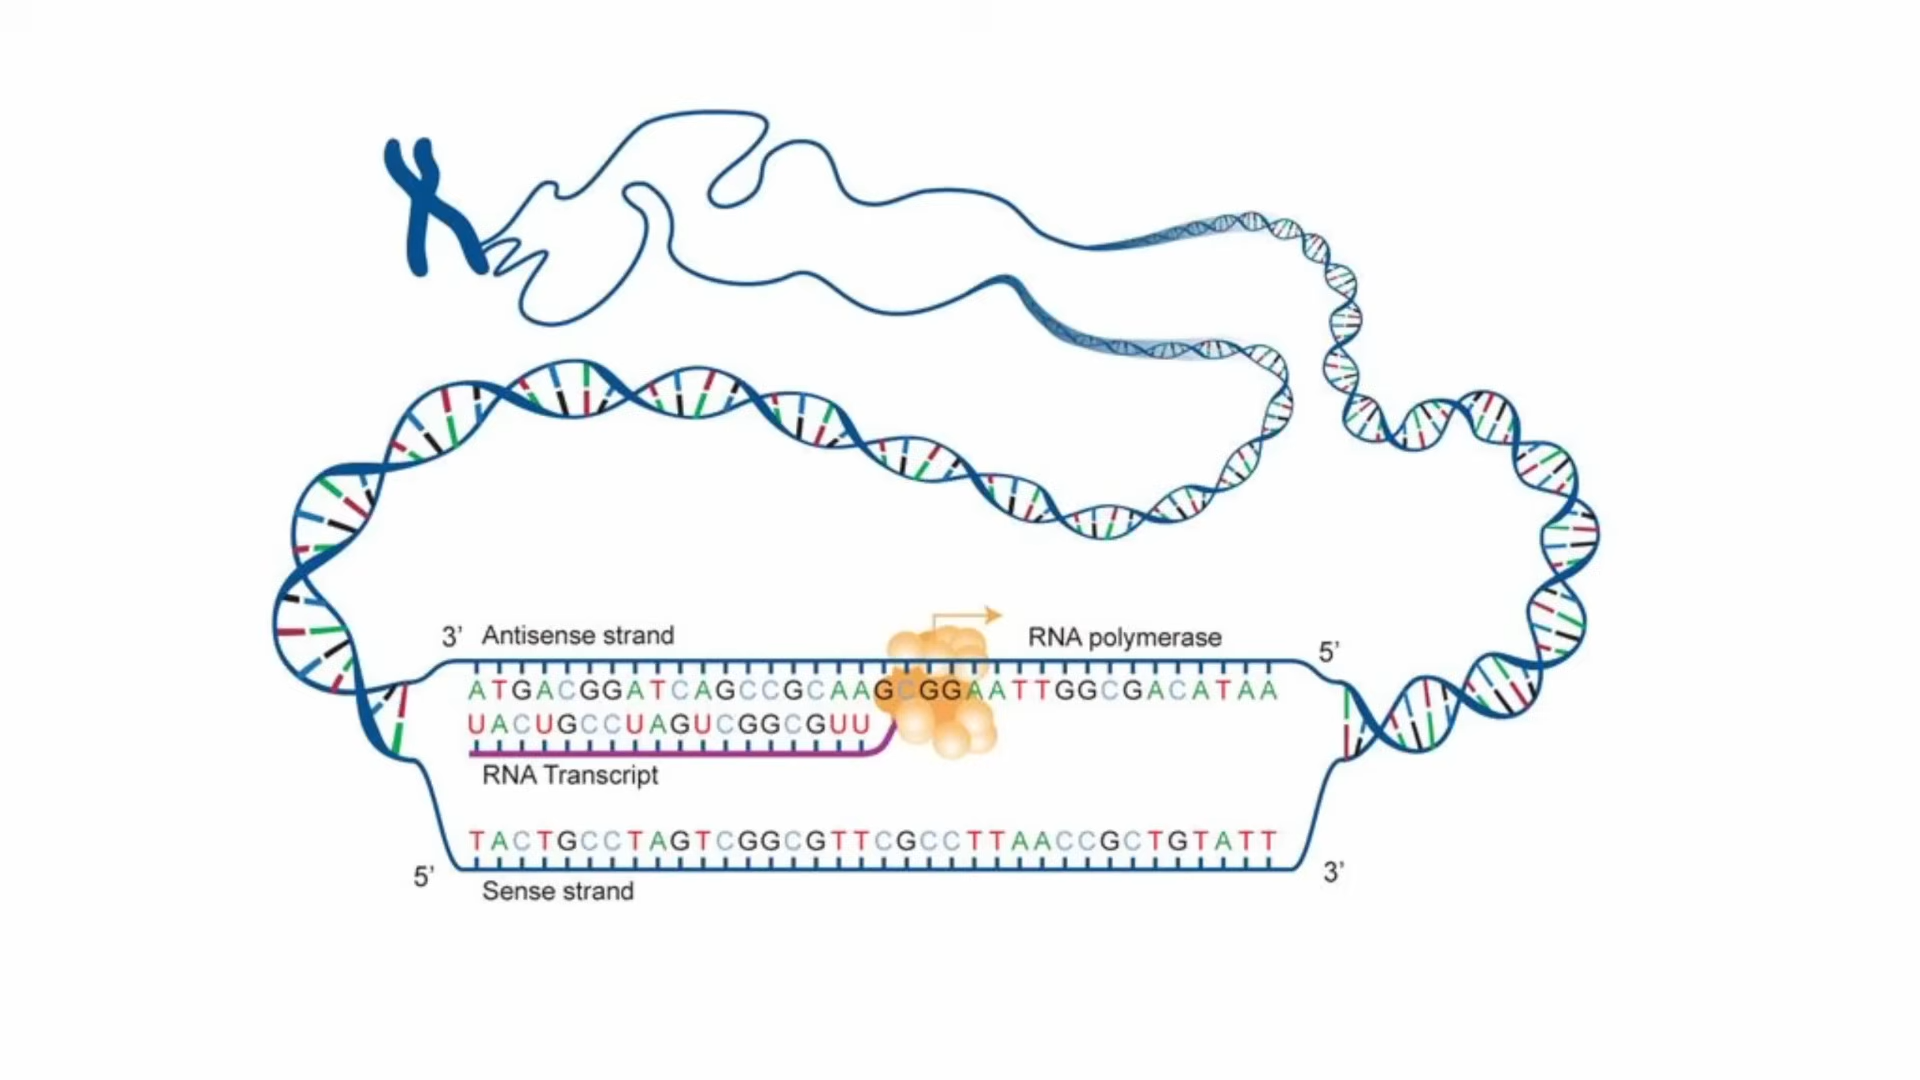 3’ Antisense strand
RNA polymerase
5’
ATGACGGATCAGCCGCAAGCGGAATTGGCGACATAA
UACUGCCUAGUCGGCGUU
RNA Transcript
TACTGCCTAGTCGGCGTTCGCCTTAACCGCTGTATT
5’
3’
Sense strand